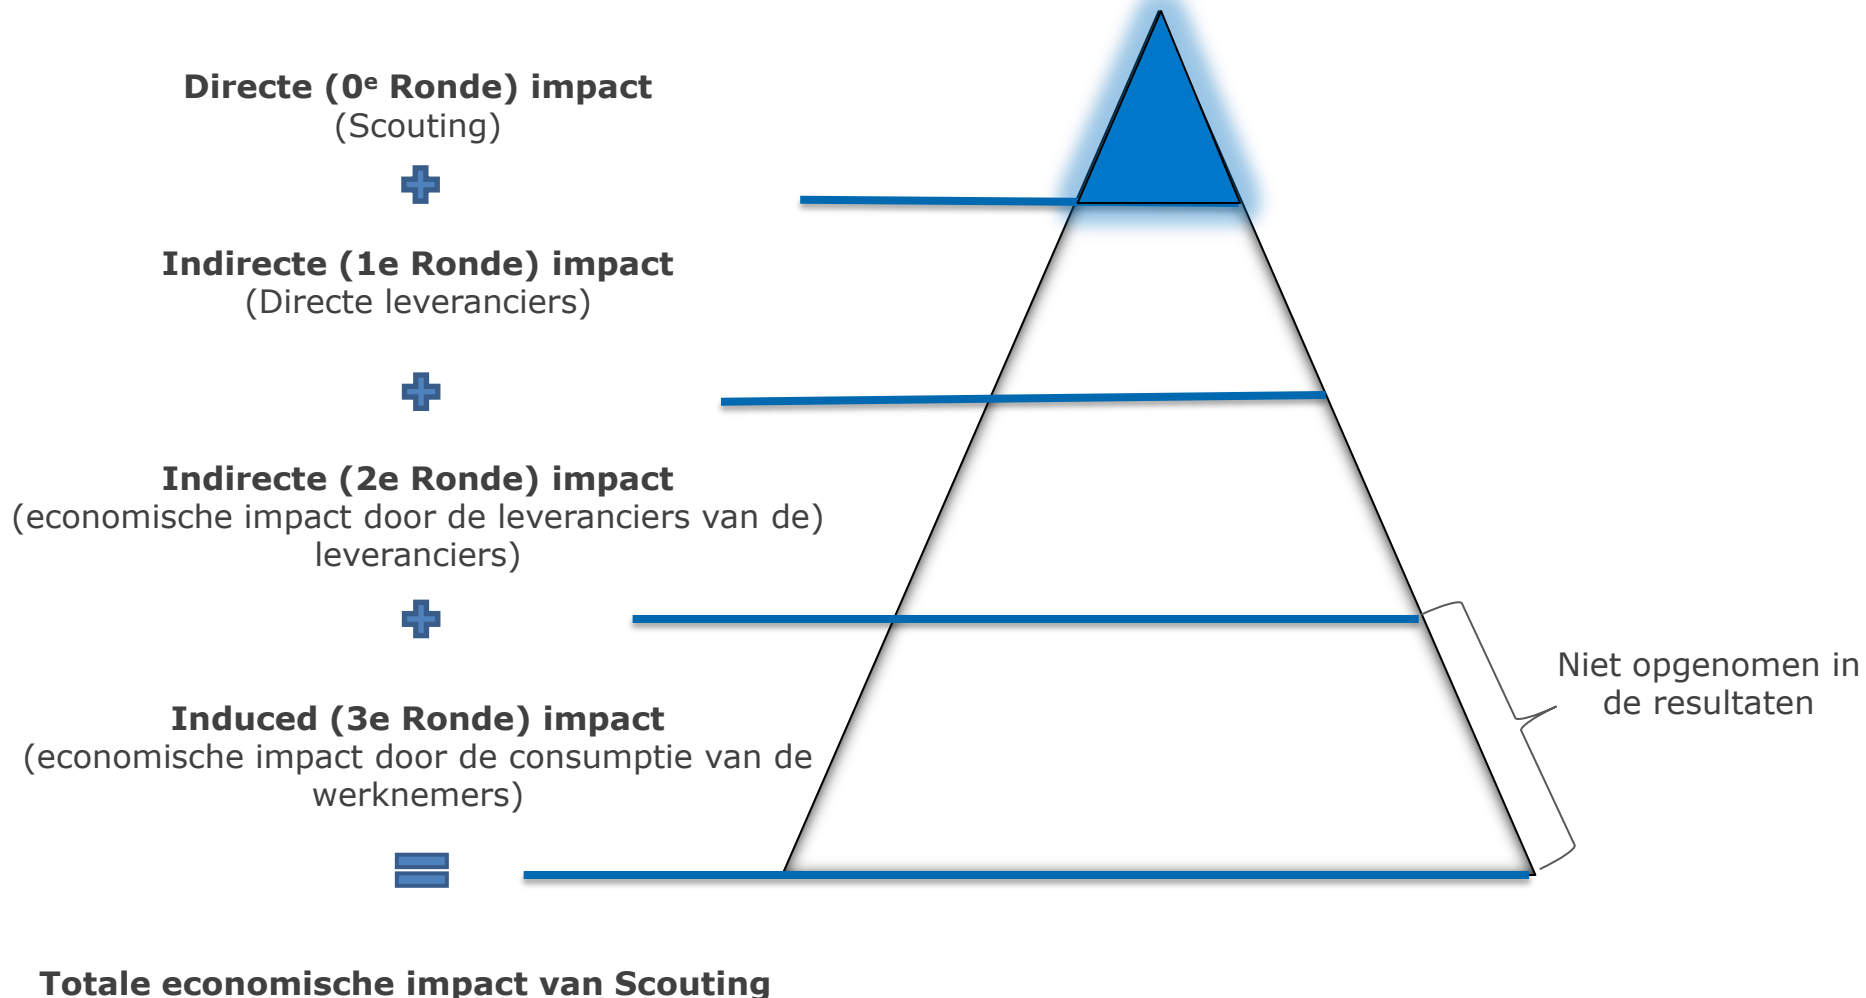 Directe (0e Ronde) impact
(Scouting)
Indirecte (1e Ronde) impact
(Directe leveranciers)
Indirecte (2e Ronde) impact
(economische impact door de leveranciers van de)
leveranciers)
Induced (3e Ronde) impact
(economische impact door de consumptie van de
werknemers)
Niet opgenomen in
de resultaten
Totale economische impact van Scouting